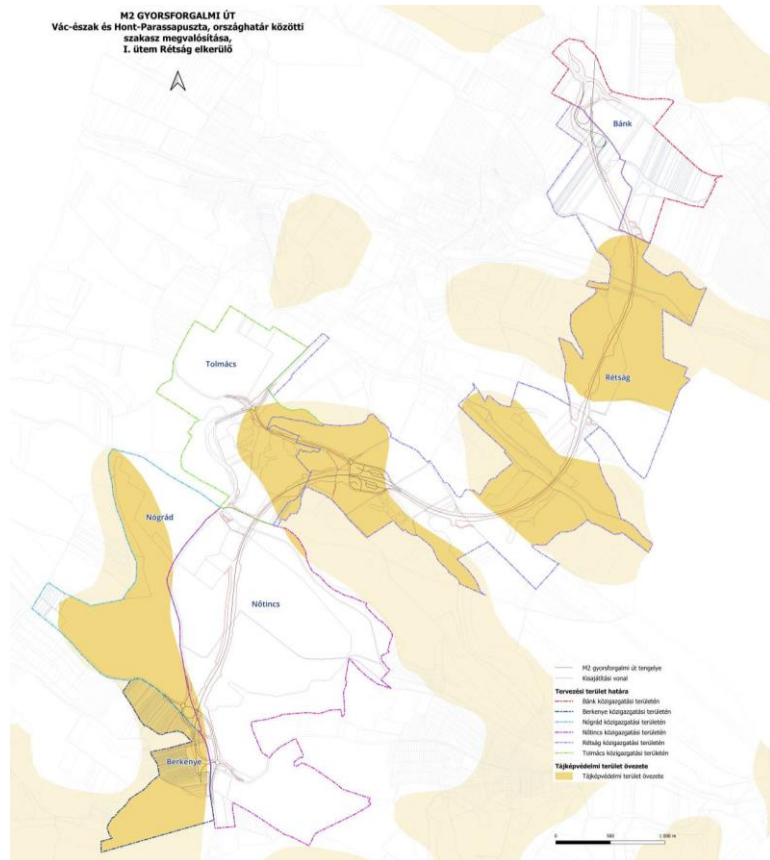 M2 GYORSFORGALMI ÚT
Vác-észak és Hont-Parassapuszta, országhatár közötti
szakasz megvalósítása,
I. ütem Rétság elkerülő
Bánk
Rétság
Tolmács
Nógrád
Nőtincs
Berkenye
M2 gyorsforgalmi út tengelye
Kisajátítási vonal
Tervezési terület határa
Bánk közigazgatási területén
Berkenye közigazgatási területén
Nógrád közigazgatási területén
Nőtincs közigazgatási területén
Rétság közigazgatási területén
Tolmács közigazgatási területén
Tájképvédelmi terület övezete
Tájképvédelmi terület övezete
0 500 1 000 m